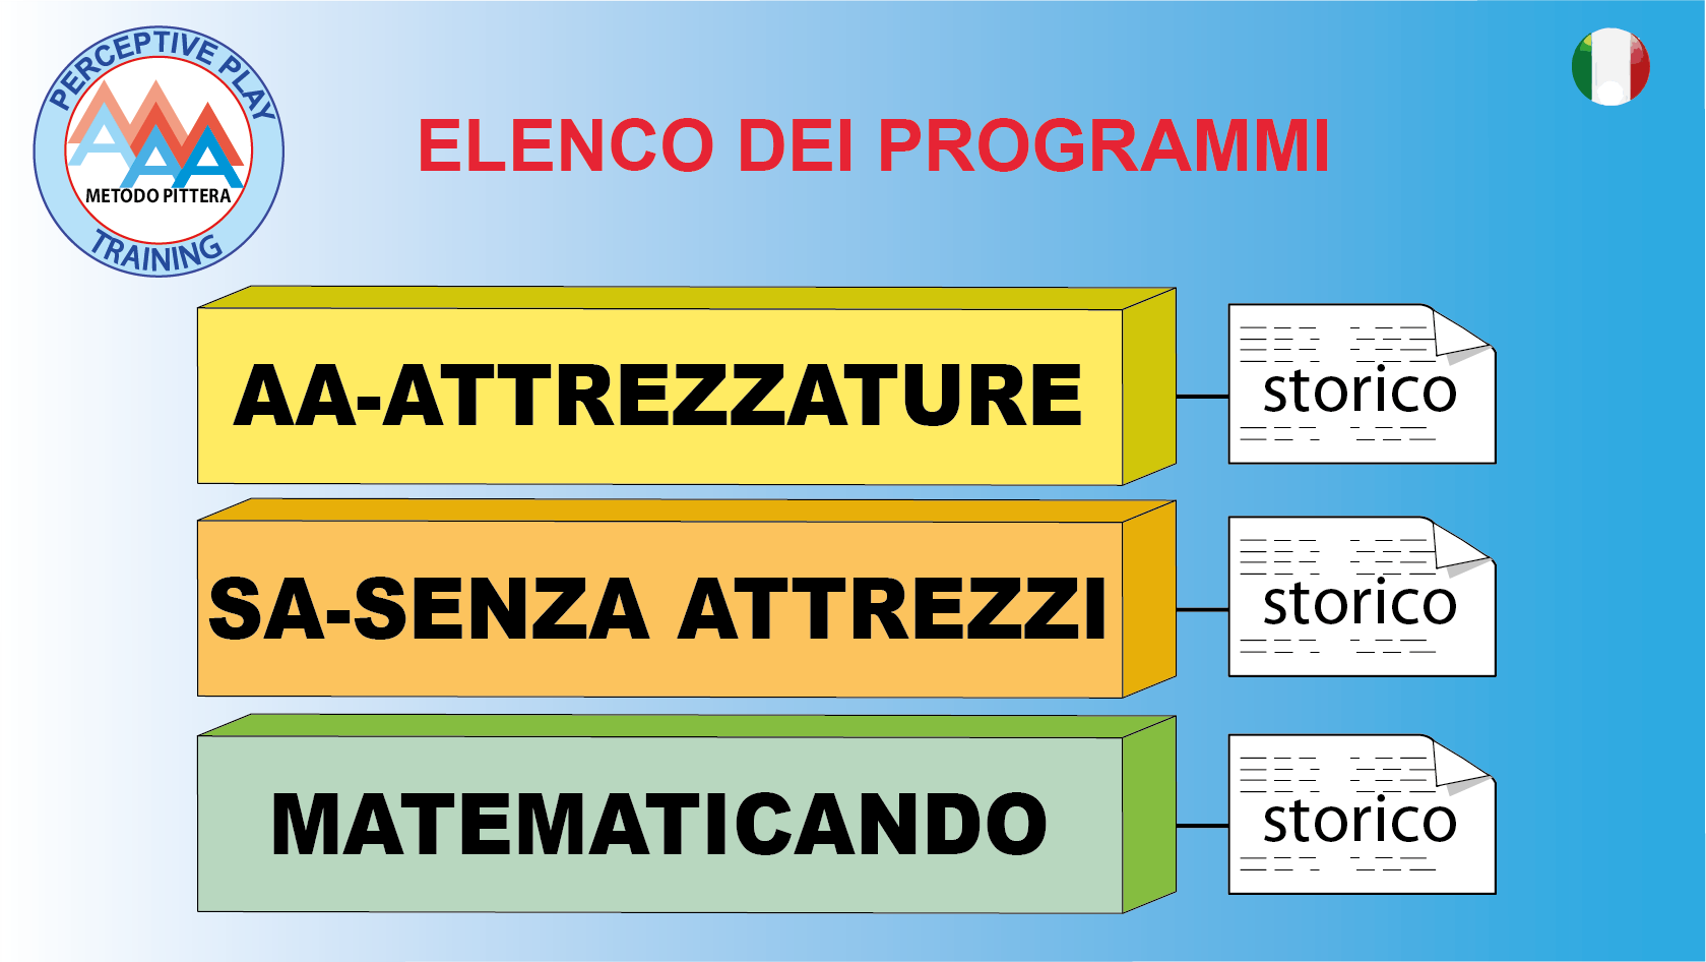 PERCEPTIVE PLAY
METODO PITTERA
TRAINING
ELENCO DEI PROGRAMMI
AA-ATTREZZATURE
storico
SA-SENZA ATTREZZI
storico
MATEMATICANDO
storico